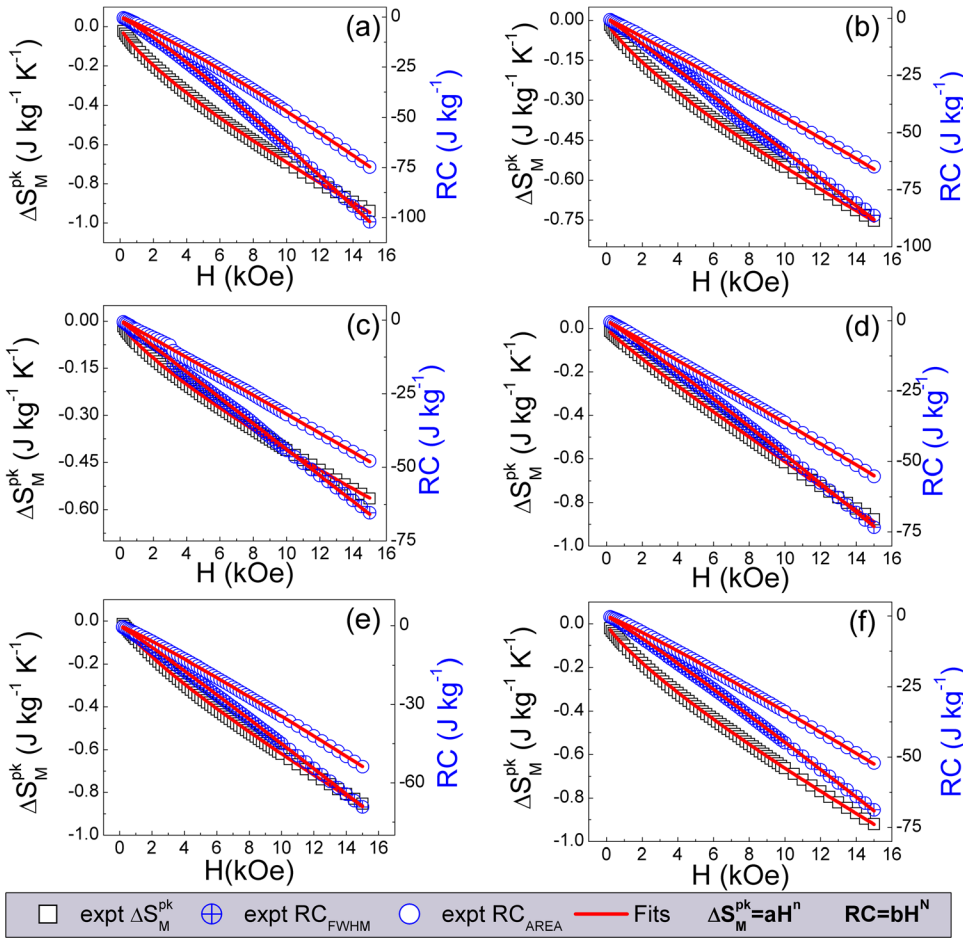 (a)
0.0
-0.2
-0.4
-0.6
-0.8
-1.0
ΔS_M^pk (J kg⁻¹ K⁻¹)
0
-25
-50
-75
-100
RC (J kg⁻¹)
0 2 4 6 8 10 12 14 16
H (kOe)
(b)
0.00
-0.15
-0.30
-0.45
-0.60
-0.75
ΔS_M^pk (J kg⁻¹ K⁻¹)
0
-25
-50
-75
-100
RC (J kg⁻¹)
0 2 4 6 8 10 12 14 16
H (kOe)
(c)
0.00
-0.15
-0.30
-0.45
-0.60
ΔS_M^pk (J kg⁻¹ K⁻¹)
0
-25
-50
-75
RC (J kg⁻¹)
0 2 4 6 8 10 12 14 16
H (kOe)
(d)
0.0
-0.2
-0.4
-0.6
-0.8
-1.0
ΔS_M^pk (J kg⁻¹ K⁻¹)
0
-25
-50
-75
RC (J kg⁻¹)
0 2 4 6 8 10 12 14 16
H (kOe)
(e)
0.0
-0.2
-0.4
-0.6
-0.8
-1.0
ΔS_M^pk (J kg⁻¹ K⁻¹)
0
-30
-60
RC (J kg⁻¹)
0 2 4 6 8 10 12 14 16
H(kOe)
(f)
0.0
-0.2
-0.4
-0.6
-0.8
-1.0
ΔS_M^pk (J kg⁻¹ K⁻¹)
0
-25
-50
-75
RC (J kg⁻¹)
0 2 4 6 8 10 12 14 16
H (kOe)
expt ΔS_M^pk expt RC_FWHM expt RC_AREA Fits ΔS_M^pk=aHⁿ RC=bH^N